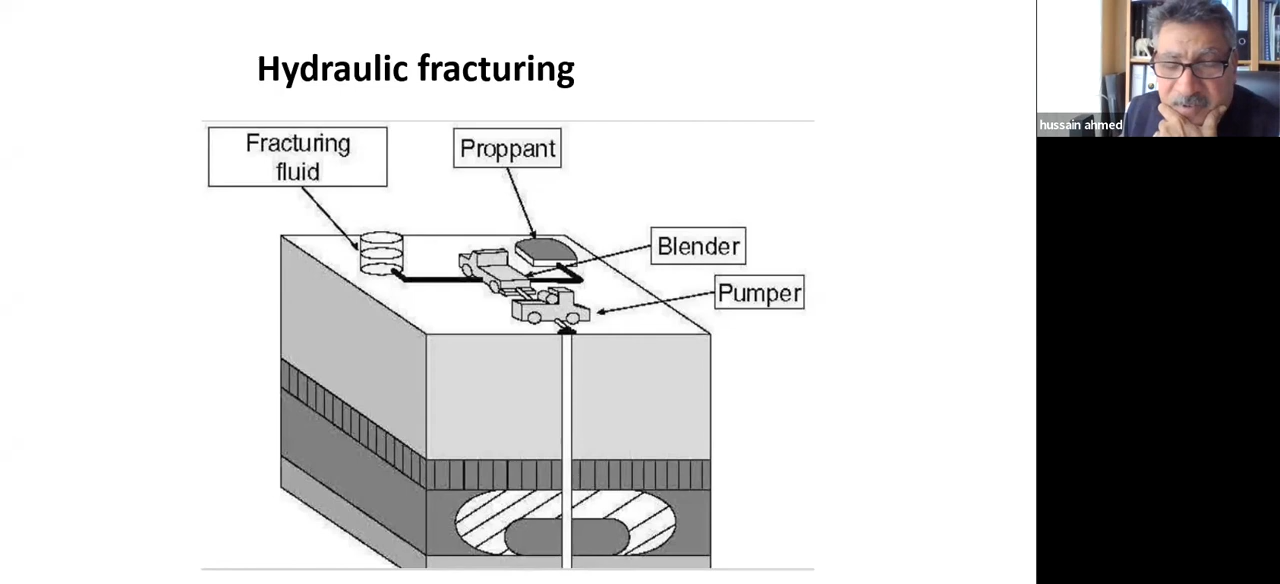 Hydraulic fracturing
Fracturing
fluid
Proppant
Blender
Pumper
hussain ahmed